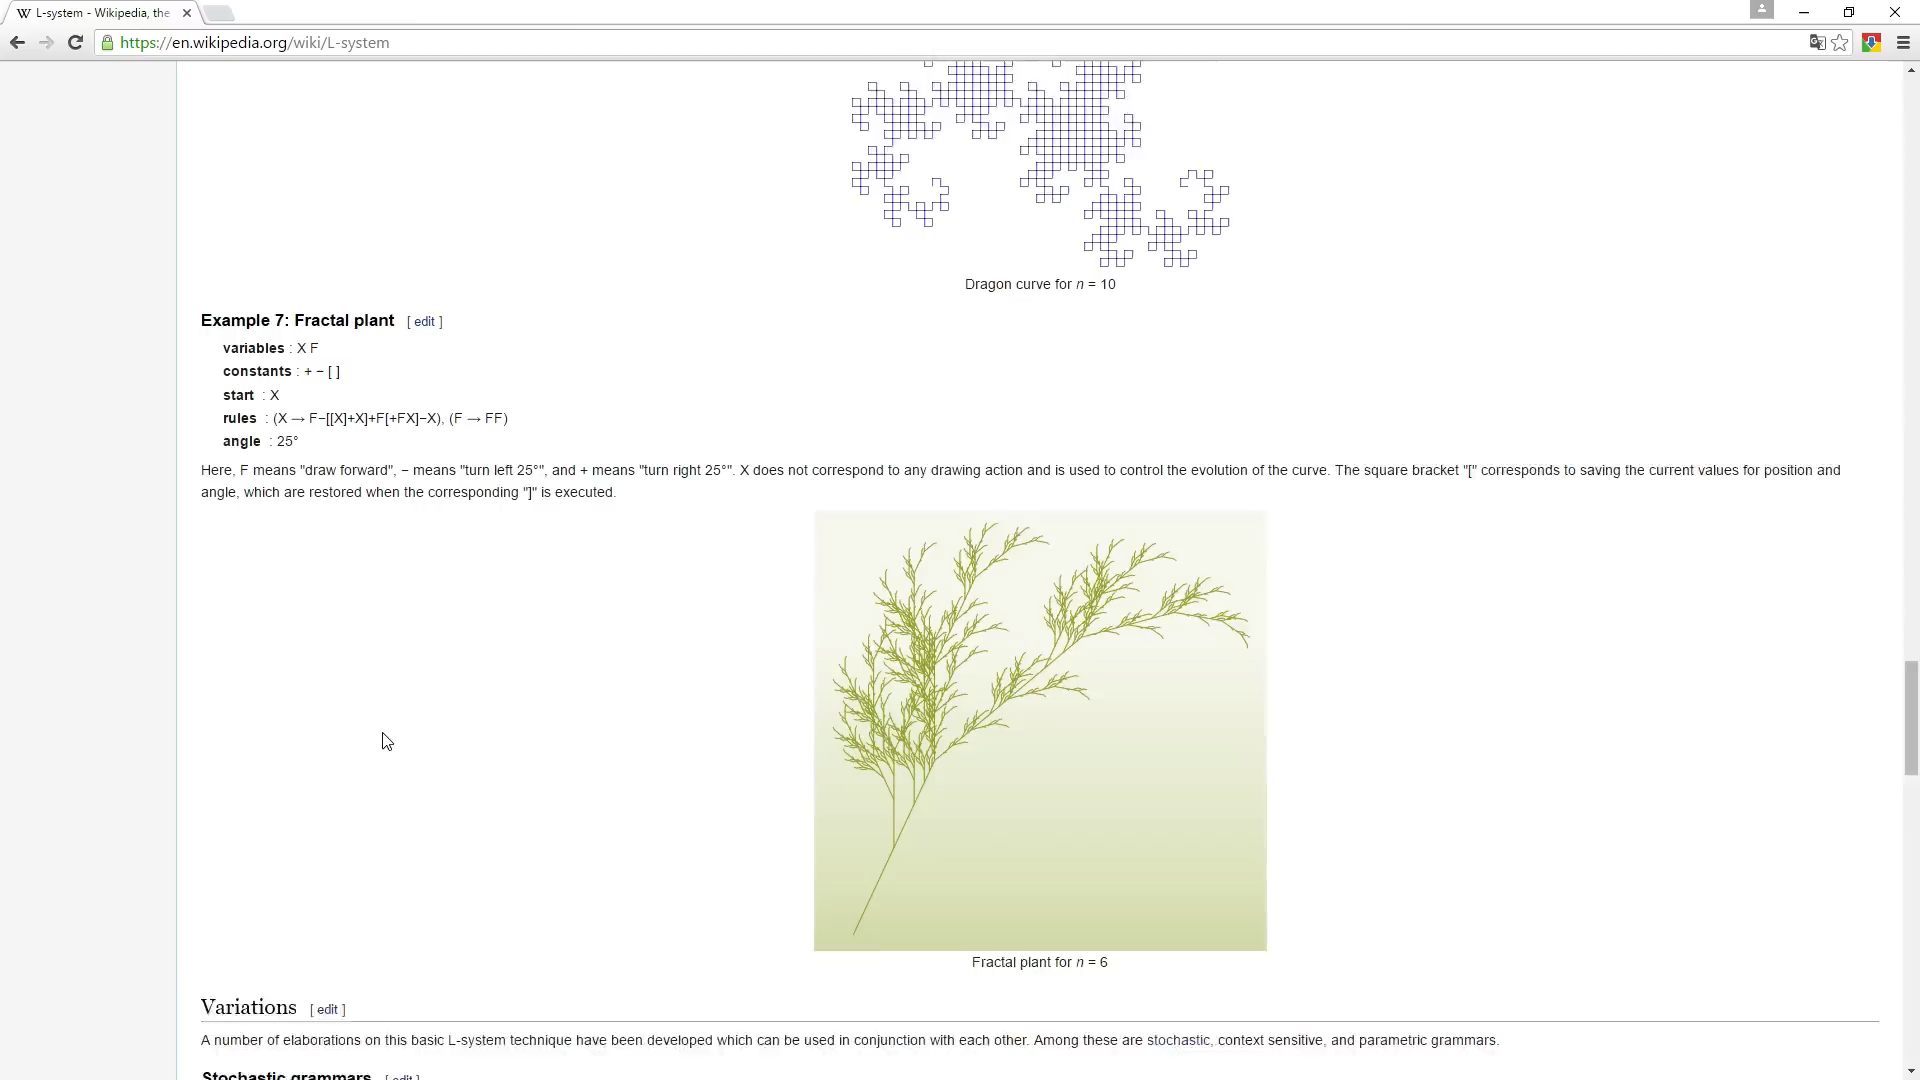 L-system - Wikipedia, the
https://en.wikipedia.org/wiki/L-system
Dragon curve for n = 10
Example 7: Fractal plant [ edit ]
variables : X F
constants : + − [ ]
start : X
rules : (X → F−[[X]+X]+F[+FX]−X), (F → FF)
angle : 25°
Here, F means "draw forward", − means "turn left 25°", and + means "turn right 25°". X does not correspond to any drawing action and is used to control the evolution of the curve. The square bracket "[" corresponds to saving the current values for position and
angle, which are restored when the corresponding "]" is executed.
Fractal plant for n = 6
Variations [ edit ]
A number of elaborations on this basic L-system technique have been developed which can be used in conjunction with each other. Among these are stochastic, context sensitive, and parametric grammars.
Stochastic grammars [ edit ]